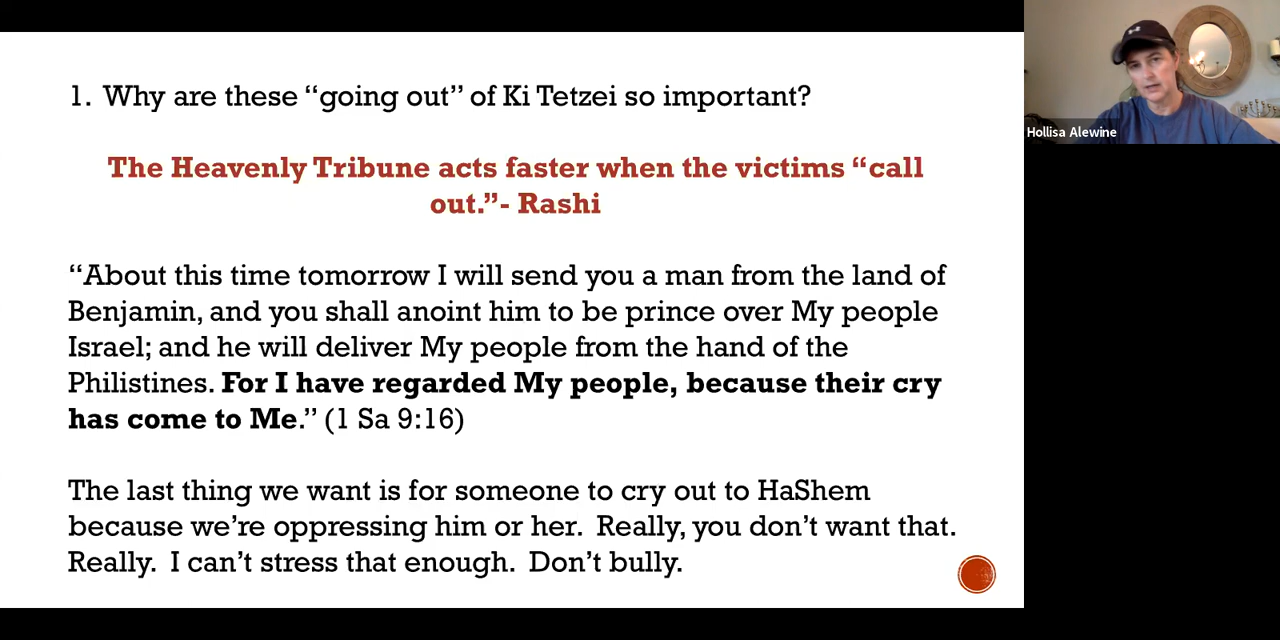 1. Why are these “going out” of Ki Tetzei so important?
The Heavenly Tribune acts faster when the victims “call
out.”- Rashi
“About this time tomorrow I will send you a man from the land of
Benjamin, and you shall anoint him to be prince over My people
Israel; and he will deliver My people from the hand of the
Philistines. For I have regarded My people, because their cry
has come to Me.” (1 Sa 9:16)
The last thing we want is for someone to cry out to HaShem
because we’re oppressing him or her. Really, you don’t want that.
Really. I can’t stress that enough. Don’t bully.
Hollisa Alewine